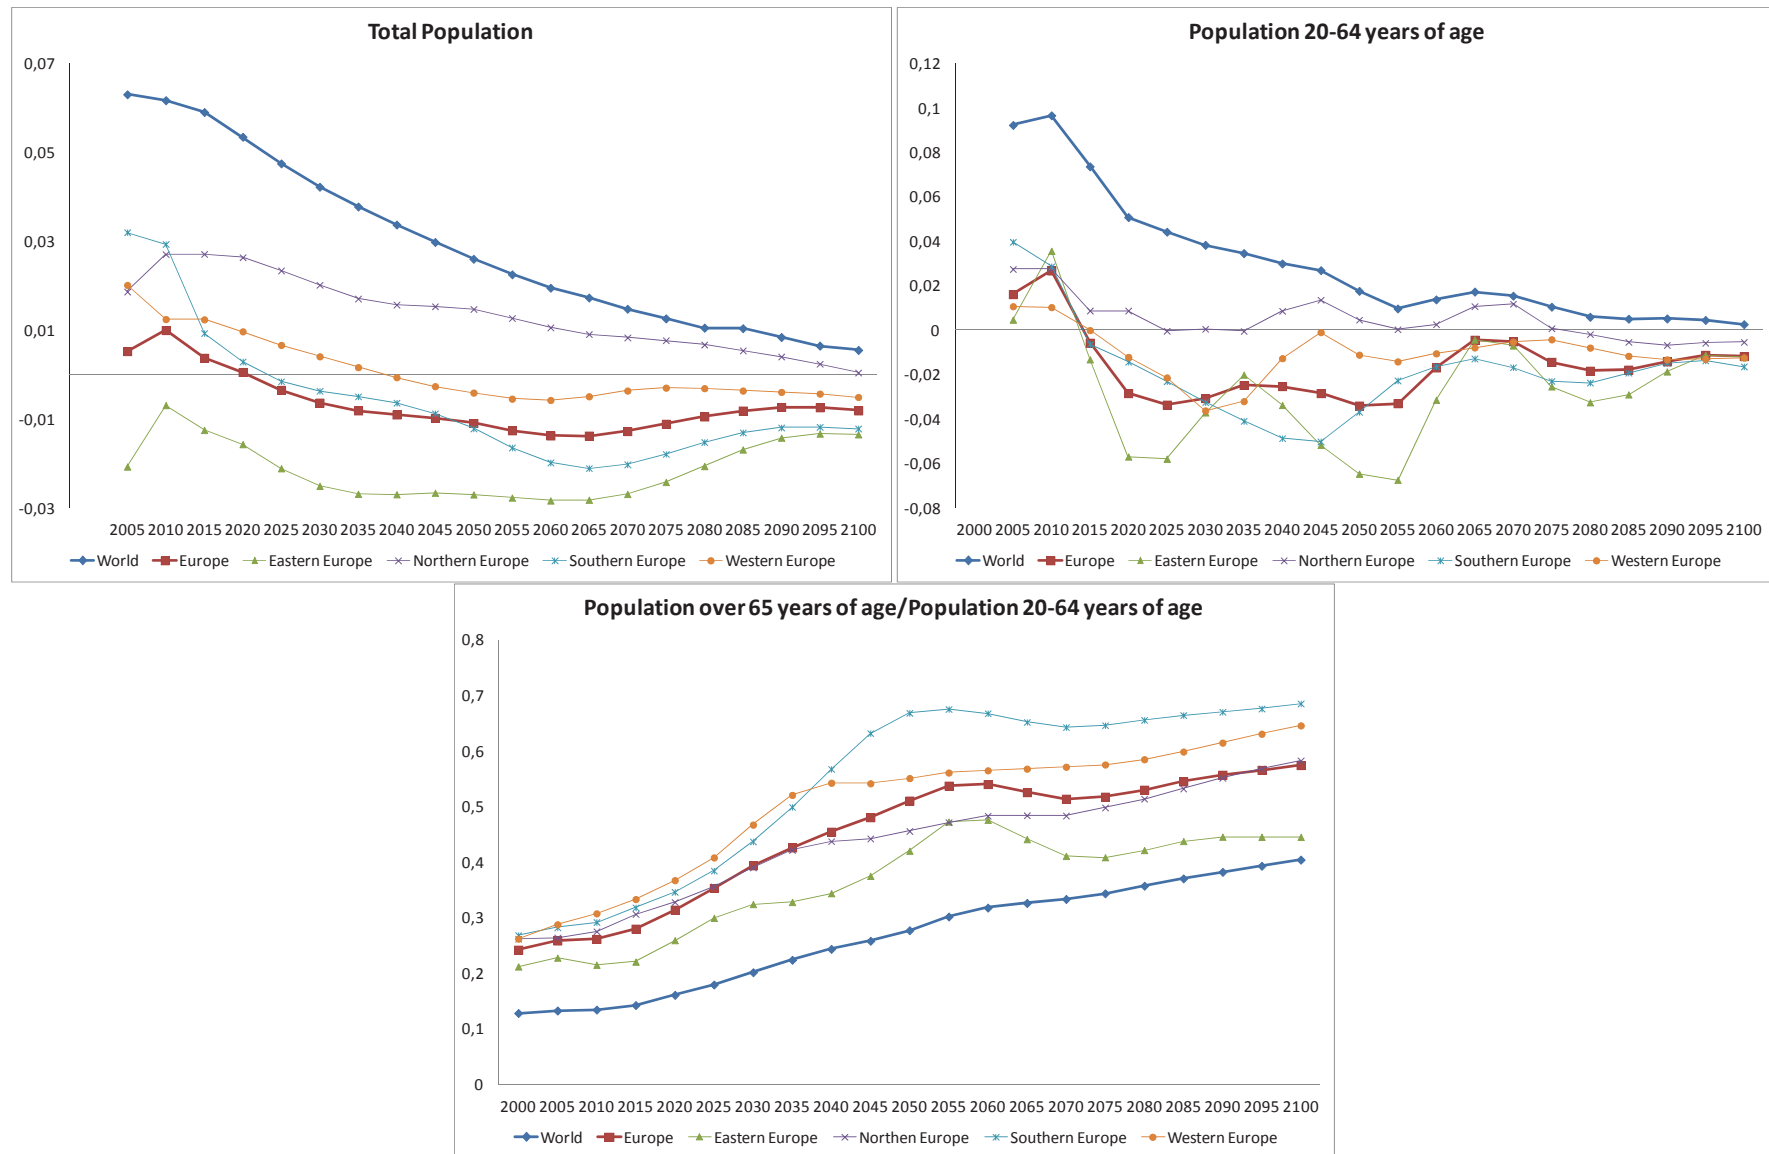 Total Population
0,07
0,05
0,03
0,01
-0,01
-0,03
2005 2010 2015 2020 2025 2030 2035 2040 2045 2050 2055 2060 2065 2070 2075 2080 2085 2090 2095 2100
World Europe Eastern Europe Northern Europe Southern Europe Western Europe
Population 20-64 years of age
0,12
0,1
0,08
0,06
0,04
0,02
0
-0,02
-0,04
-0,06
-0,08
2000 2005 2010 2015 2020 2025 2030 2035 2040 2045 2050 2055 2060 2065 2070 2075 2080 2085 2090 2095 2100
World Europe Eastern Europe Northern Europe Southern Europe Western Europe
Population over 65 years of age/Population 20-64 years of age
0,8
0,7
0,6
0,5
0,4
0,3
0,2
0,1
0
2000 2005 2010 2015 2020 2025 2030 2035 2040 2045 2050 2055 2060 2065 2070 2075 2080 2085 2090 2095 2100
World Europe Eastern Europe Northen Europe Southern Europe Western Europe